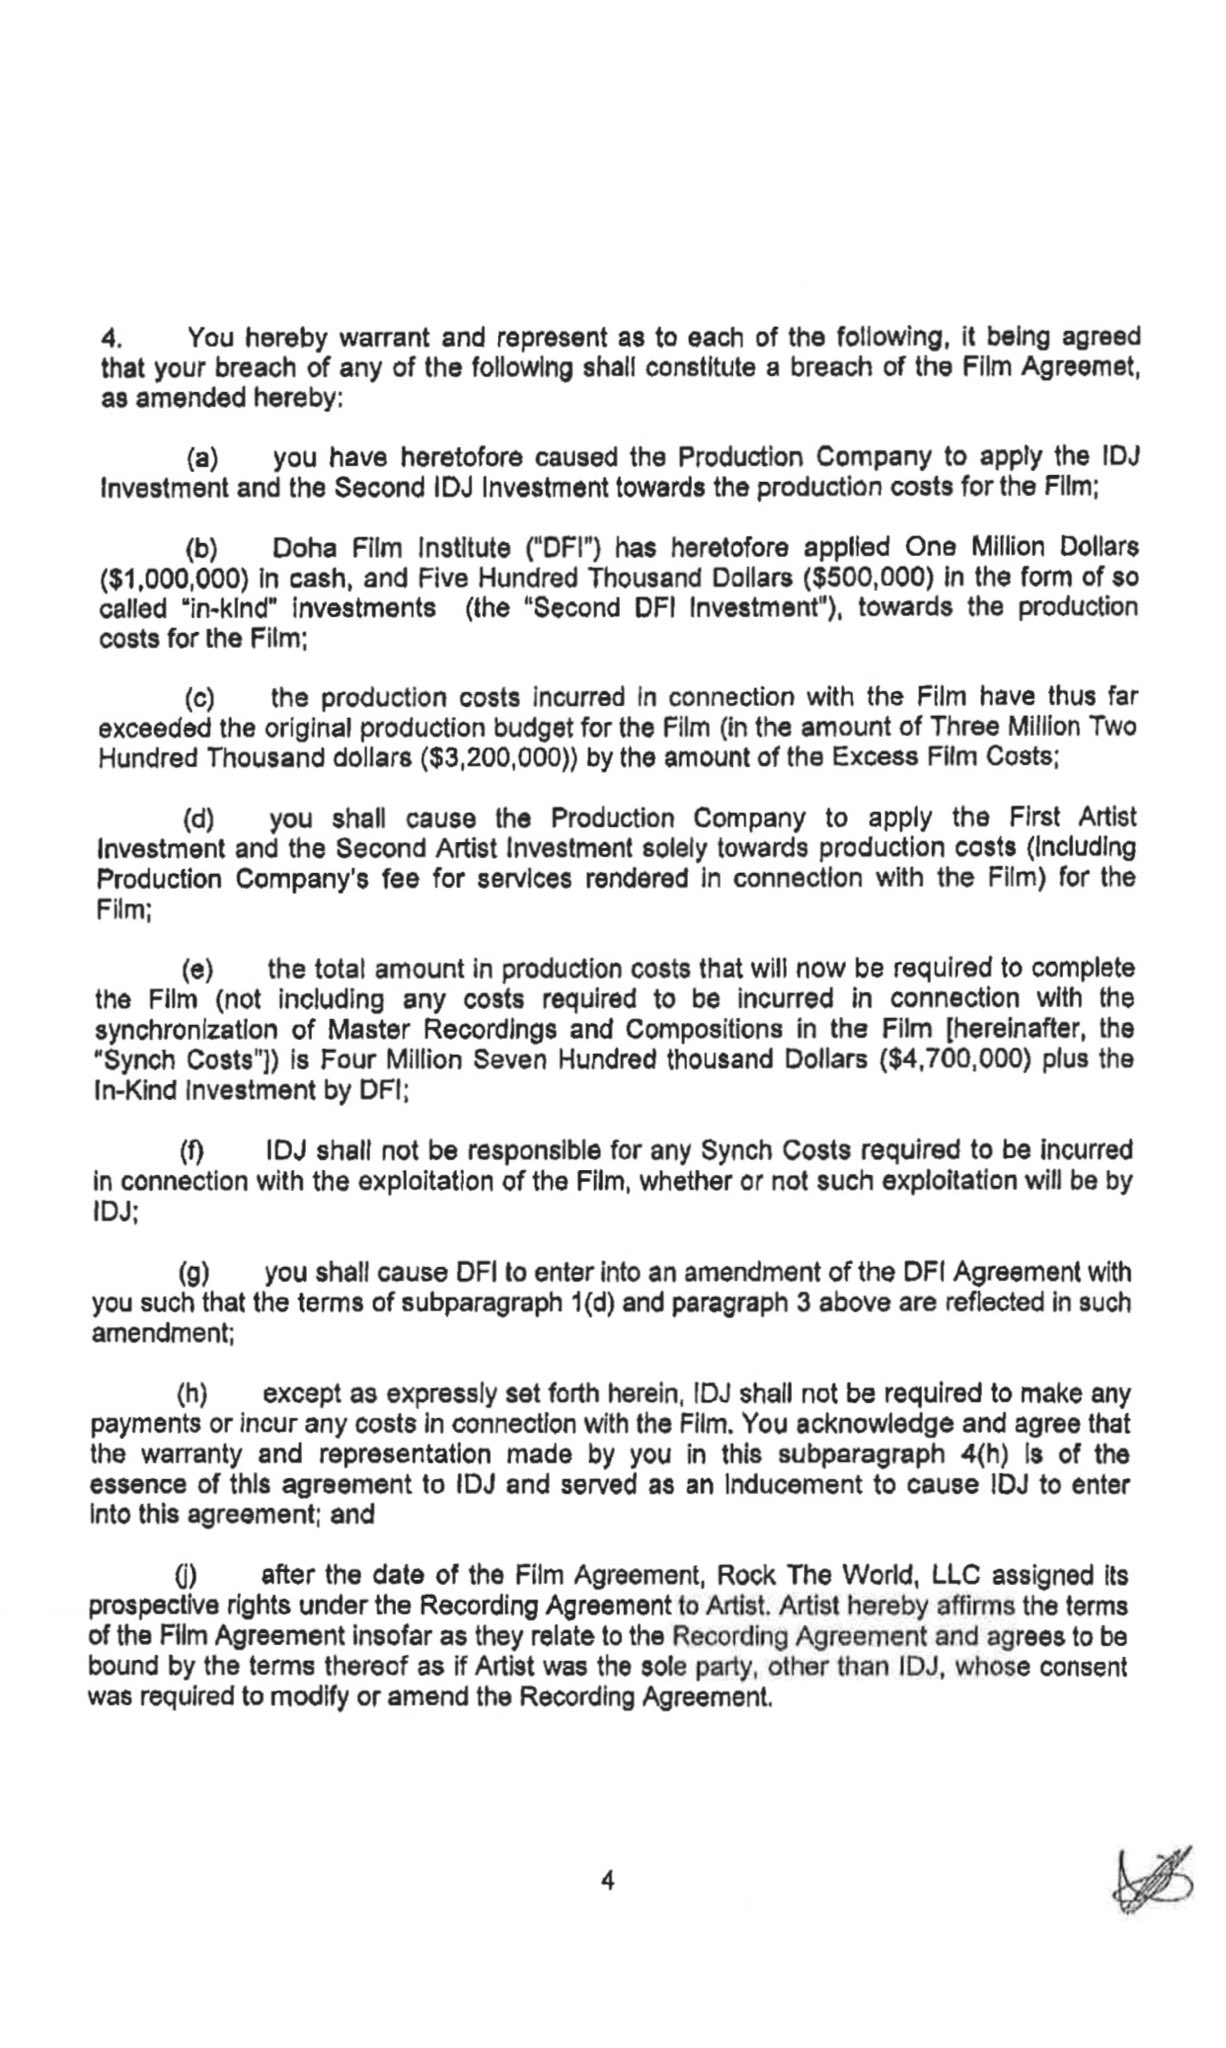 4. You hereby warrant and represent as to each of the following, it being agreed
that your breach of any of the following shall constitute a breach of the Film Agreemet,
as amended hereby:
(a) you have heretofore caused the Production Company to apply the IDJ
Investment and the Second IDJ Investment towards the production costs for the Film;
(b) Doha Film Institute ("DFI") has heretofore applied One Million Dollars
($1,000,000) in cash, and Five Hundred Thousand Dollars ($500,000) in the form of so
called "in-kind" investments (the "Second DFI Investment"), towards the production
costs for the Film;
(c) the production costs incurred in connection with the Film have thus far
exceeded the original production budget for the Film (in the amount of Three Million Two
Hundred Thousand dollars ($3,200,000)) by the amount of the Excess Film Costs;
(d) you shall cause the Production Company to apply the First Artist
Investment and the Second Artist Investment solely towards production costs (including
Production Company's fee for services rendered in connection with the Film) for the
Film;
(e) the total amount in production costs that will now be required to complete
the Film (not including any costs required to be incurred in connection with the
synchronization of Master Recordings and Compositions in the Film [hereinafter, the
"Synch Costs"]) is Four Million Seven Hundred thousand Dollars ($4,700,000) plus the
In-Kind Investment by DFI;
(f) IDJ shall not be responsible for any Synch Costs required to be incurred
in connection with the exploitation of the Film, whether or not such exploitation will be by
IDJ;
(g) you shall cause DFI to enter into an amendment of the DFI Agreement with
you such that the terms of subparagraph 1(d) and paragraph 3 above are reflected in such
amendment;
(h) except as expressly set forth herein, IDJ shall not be required to make any
payments or incur any costs in connection with the Film. You acknowledge and agree that
the warranty and representation made by you in this subparagraph 4(h) is of the
essence of this agreement to IDJ and served as an inducement to cause IDJ to enter
into this agreement; and
(j) after the date of the Film Agreement, Rock The World, LLC assigned its
prospective rights under the Recording Agreement to Artist. Artist hereby affirms the terms
of the Film Agreement insofar as they relate to the Recording Agreement and agrees to be
bound by the terms thereof as if Artist was the sole party, other than IDJ, whose consent
was required to modify or amend the Recording Agreement.
4